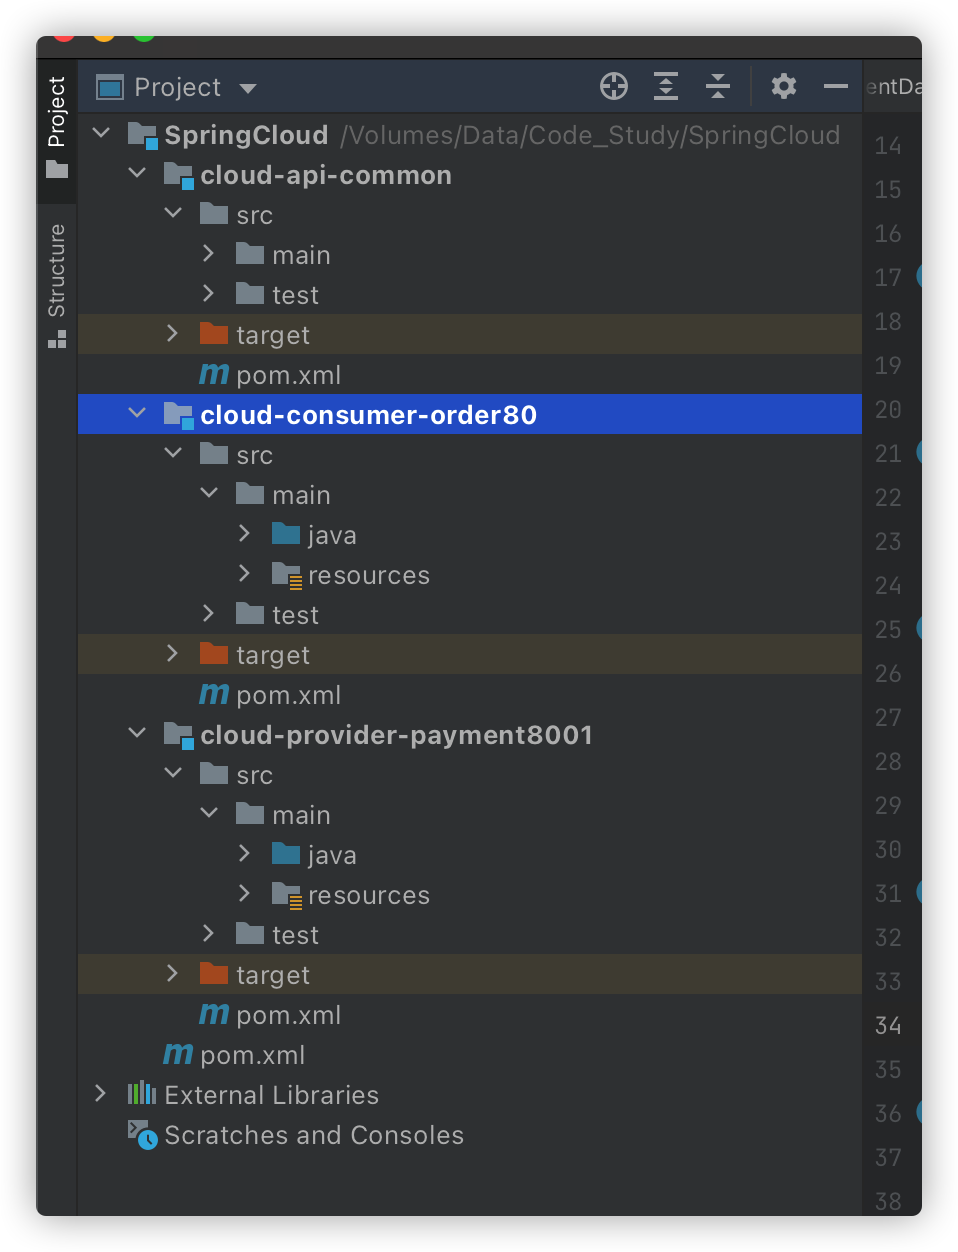 Project
entDa
Project
Structure
SpringCloud /Volumes/Data/Code_Study/SpringCloud
cloud-api-common
src
main
test
target
pom.xml
cloud-consumer-order80
src
main
java
resources
test
target
pom.xml
cloud-provider-payment8001
src
main
java
resources
test
target
pom.xml
pom.xml
External Libraries
Scratches and Consoles
14
15
16
17
18
19
20
21
22
23
24
25
26
27
28
29
30
31
32
33
34
35
36
37
38